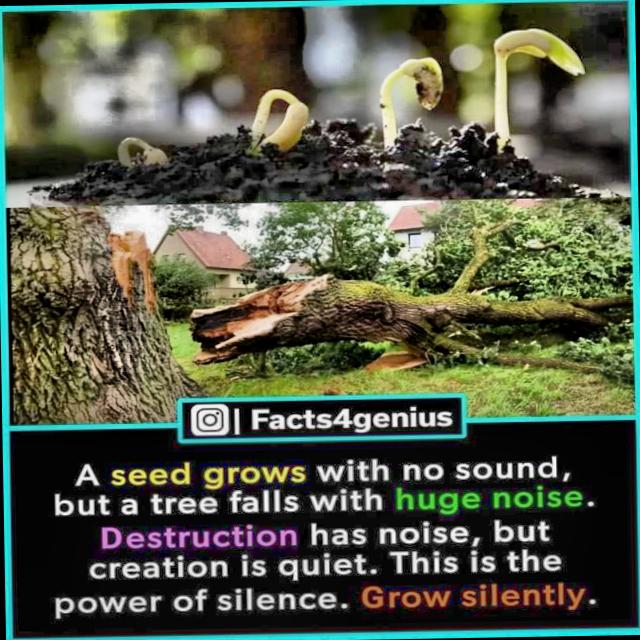 | Facts4genius
A seed grows with no sound,
but a tree falls with huge noise.
Destruction has noise, but
creation is quiet. This is the
power of silence. Grow silently.